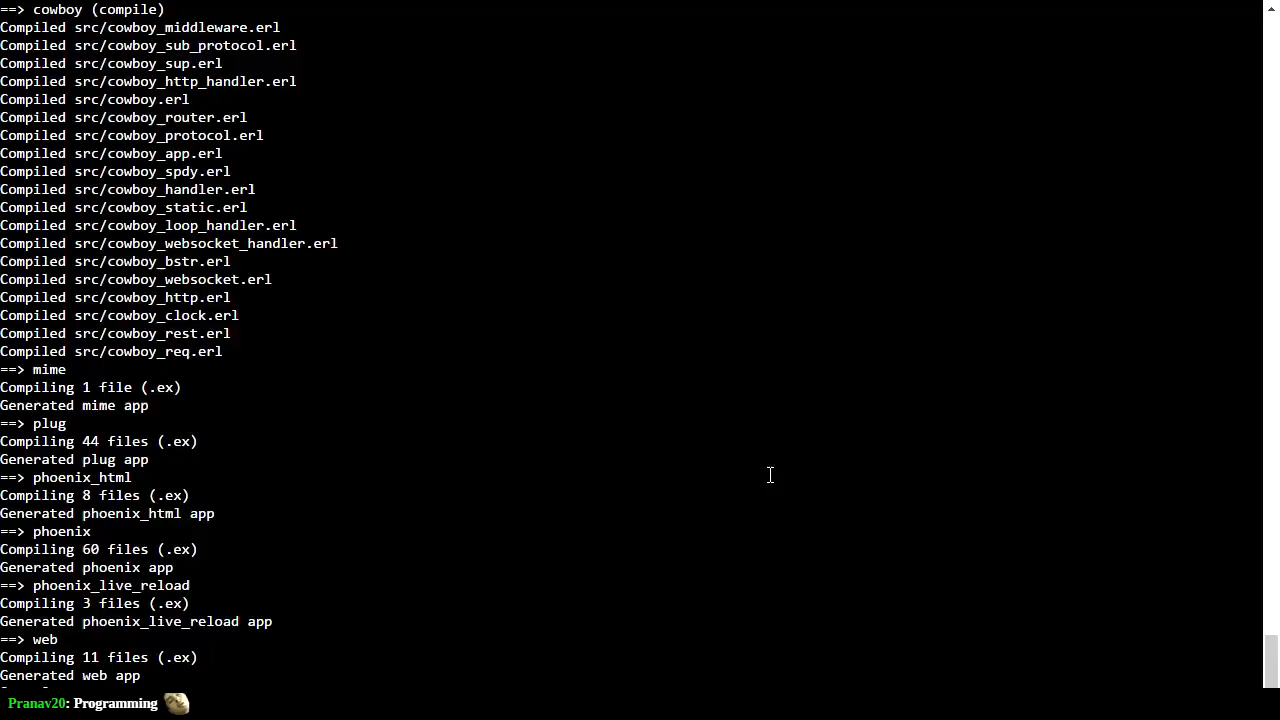 ==> cowboy (compile)
Compiled src/cowboy_middleware.erl
Compiled src/cowboy_sub_protocol.erl
Compiled src/cowboy_sup.erl
Compiled src/cowboy_http_handler.erl
Compiled src/cowboy.erl
Compiled src/cowboy_router.erl
Compiled src/cowboy_protocol.erl
Compiled src/cowboy_app.erl
Compiled src/cowboy_spdy.erl
Compiled src/cowboy_handler.erl
Compiled src/cowboy_static.erl
Compiled src/cowboy_loop_handler.erl
Compiled src/cowboy_websocket_handler.erl
Compiled src/cowboy_bstr.erl
Compiled src/cowboy_websocket.erl
Compiled src/cowboy_http.erl
Compiled src/cowboy_clock.erl
Compiled src/cowboy_rest.erl
Compiled src/cowboy_req.erl
==> mime
Compiling 1 file (.ex)
Generated mime app
==> plug
Compiling 44 files (.ex)
Generated plug app
==> phoenix_html
Compiling 8 files (.ex)
Generated phoenix_html app
==> phoenix
Compiling 60 files (.ex)
Generated phoenix app
==> phoenix_live_reload
Compiling 3 files (.ex)
Generated phoenix_live_reload app
==> web
Compiling 11 files (.ex)
Generated web app
Pranav20: Programming